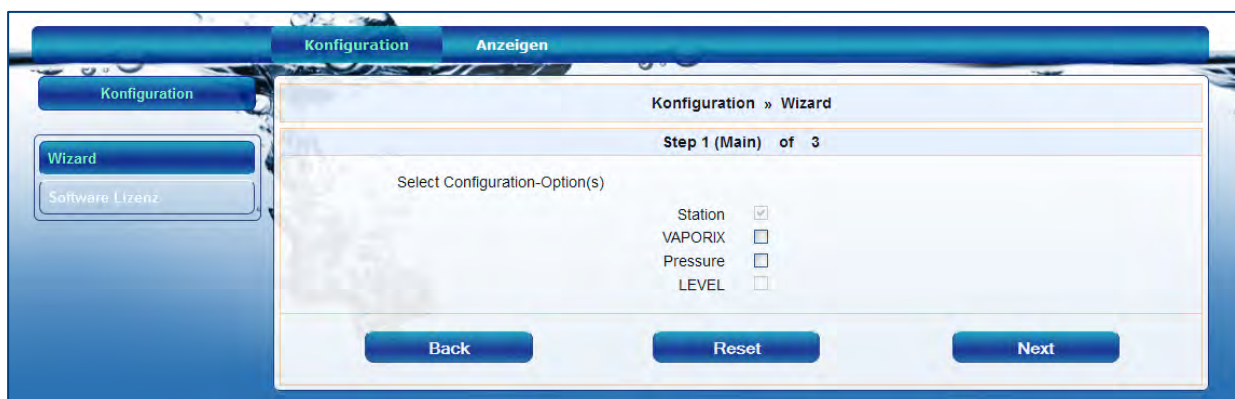 Konfiguration Anzeigen
Konfiguration
Wizard
Software Lizenz
Konfiguration » Wizard
Step 1 (Main) of 3
Select Configuration-Option(s)
Station
VAPORIX
Pressure
LEVEL
Back Reset Next